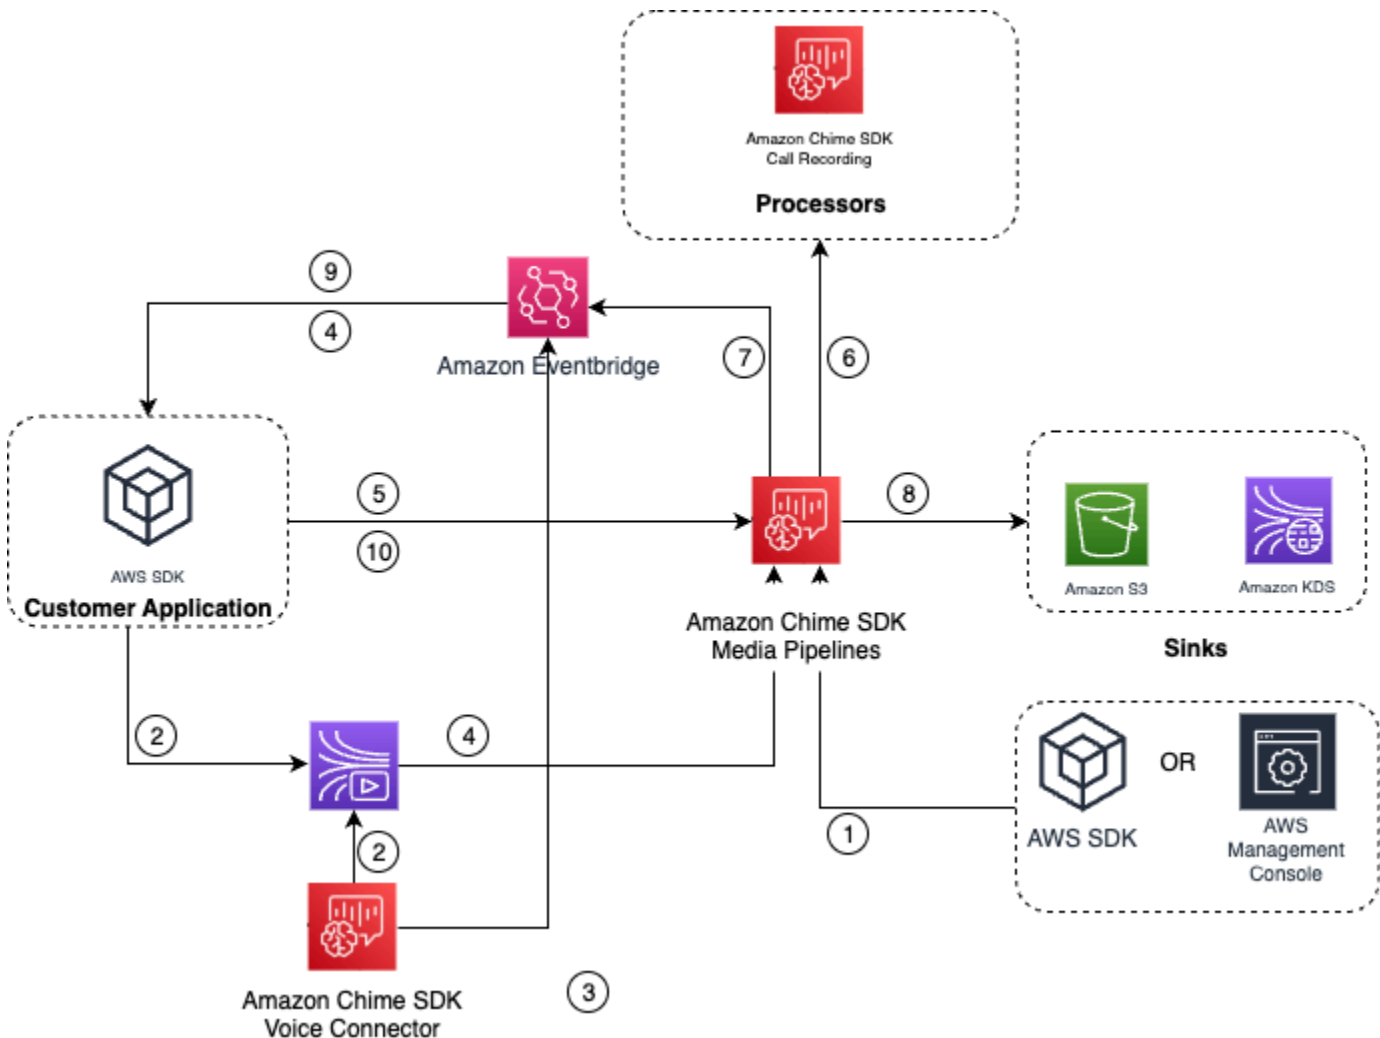 Amazon Chime SDK
Call Recording
Processors
9
4
Amazon Eventbridge
7
6
5
10
8
AWS SDK
Customer Application
Amazon S3
Amazon KDS
Sinks
Amazon Chime SDK
Media Pipelines
2
4
2
1
AWS SDK
OR
AWS
Management
Console
Amazon Chime SDK
Voice Connector
3